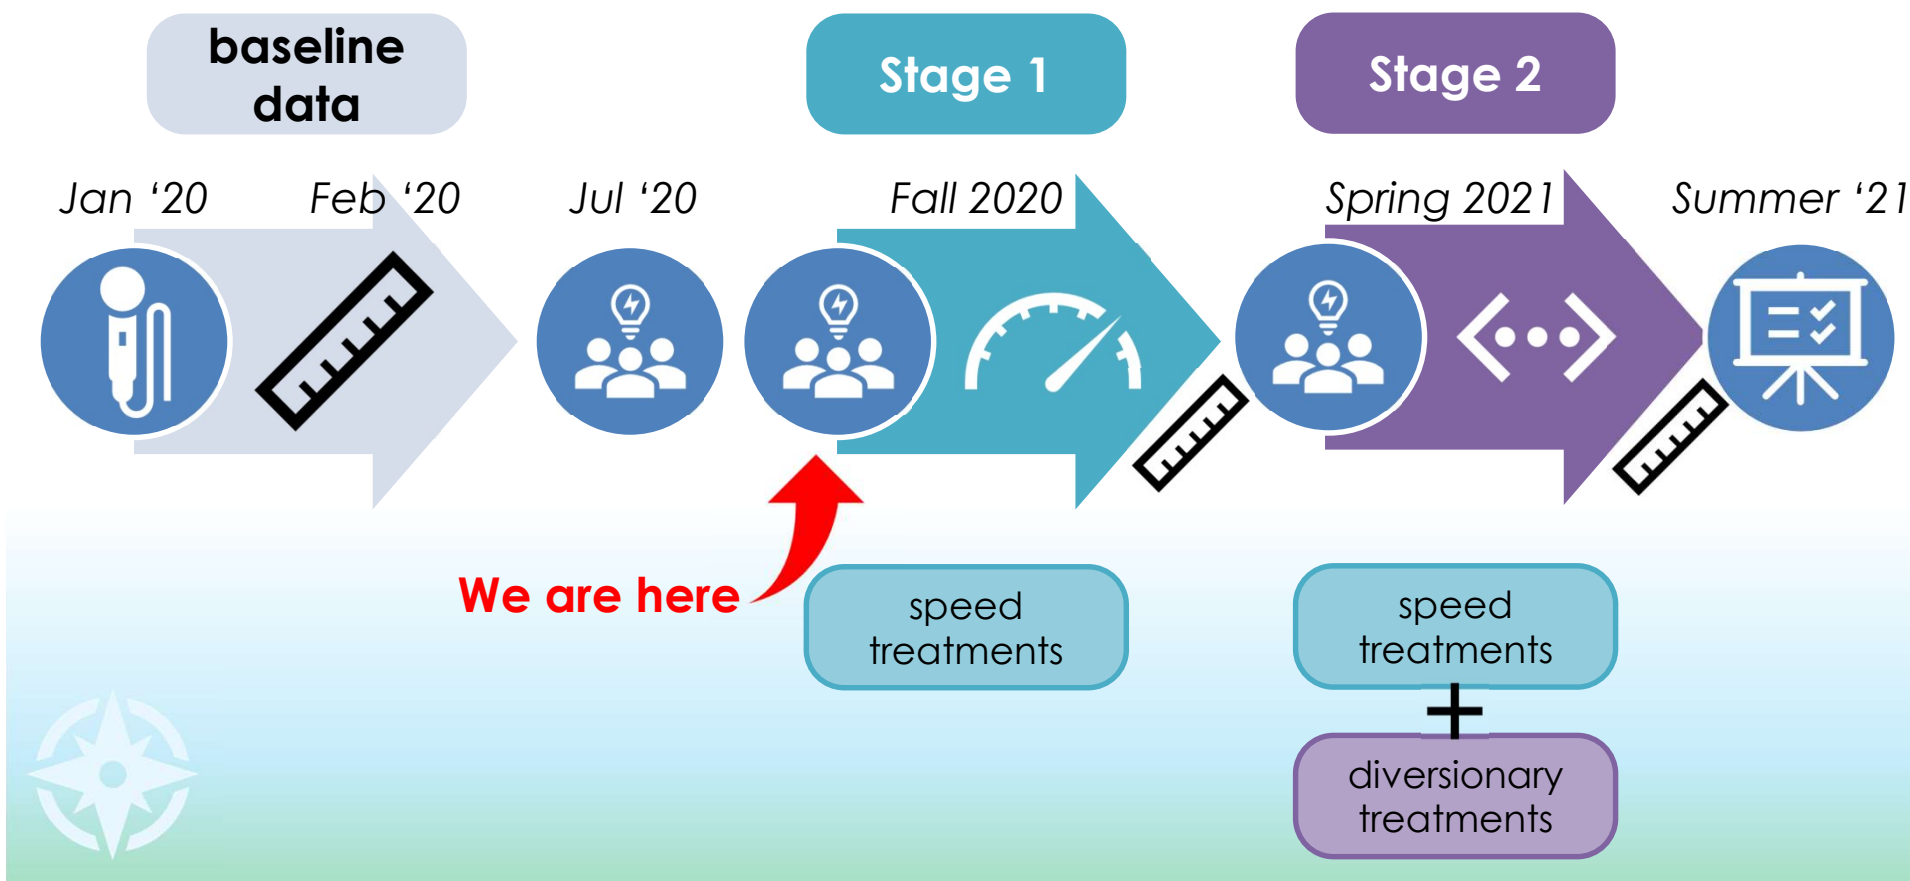 baseline
data
Stage 1
Stage 2
Jan ‘20
Feb ‘20
Jul ‘20
Fall 2020
Spring 2021
Summer ‘21
We are here
speed
treatments
speed
treatments
+
diversionary
treatments